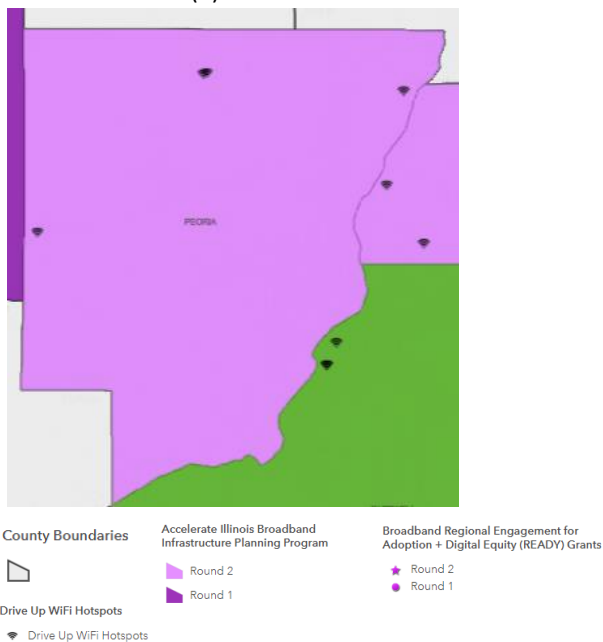 PEORIA
County Boundaries
Accelerate Illinois Broadband
Infrastructure Planning Program
Round 2
Round 1
Broadband Regional Engagement for
Adoption + Digital Equity (READY) Grants
Round 2
Round 1
Drive Up WiFi Hotspots
Drive Up WiFi Hotspots